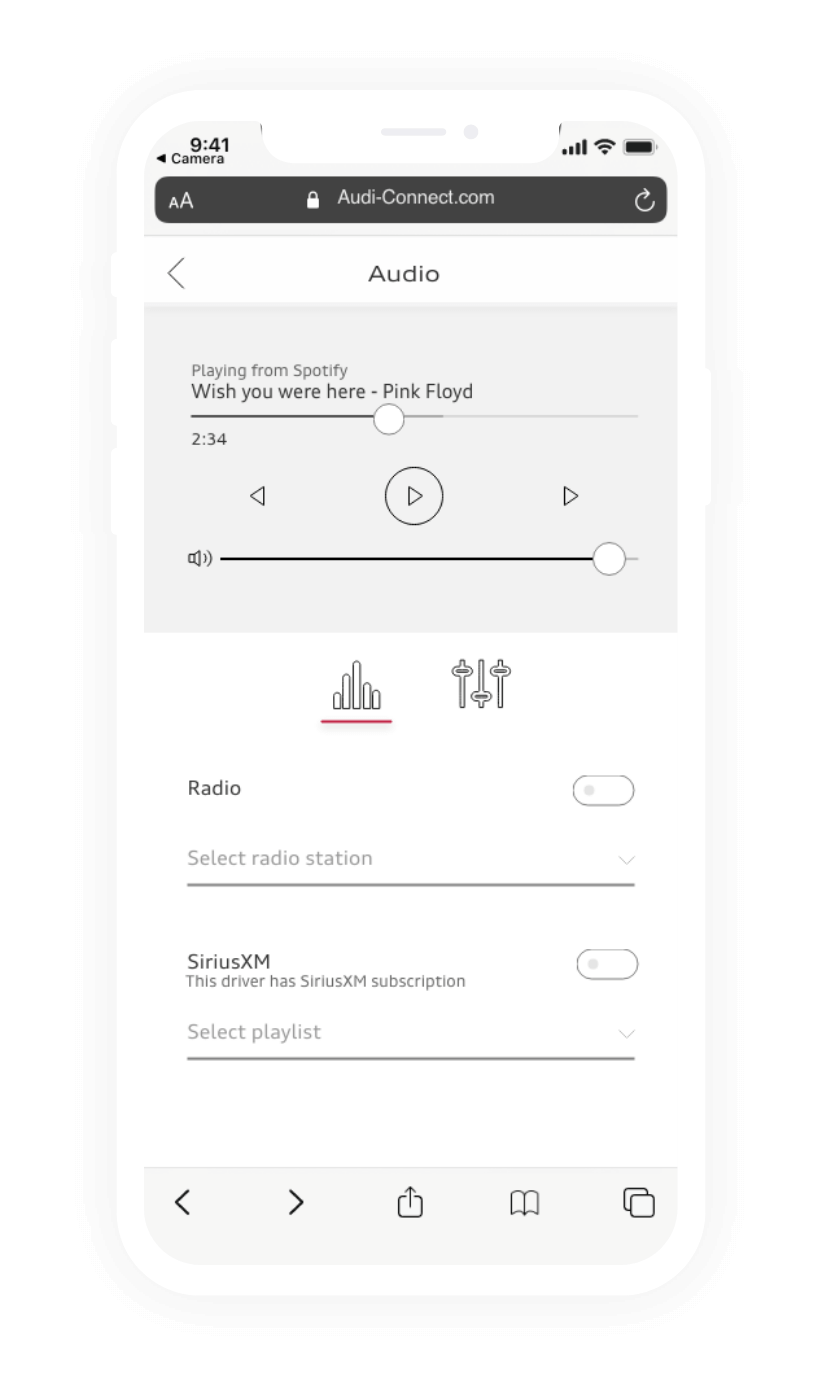 9:41
◀ Camera
AA
Audi-Connect.com
Audio
Playing from Spotify
Wish you were here - Pink Floyd
2:34
Radio
Select radio station
SiriusXM
This driver has SiriusXM subscription
Select playlist